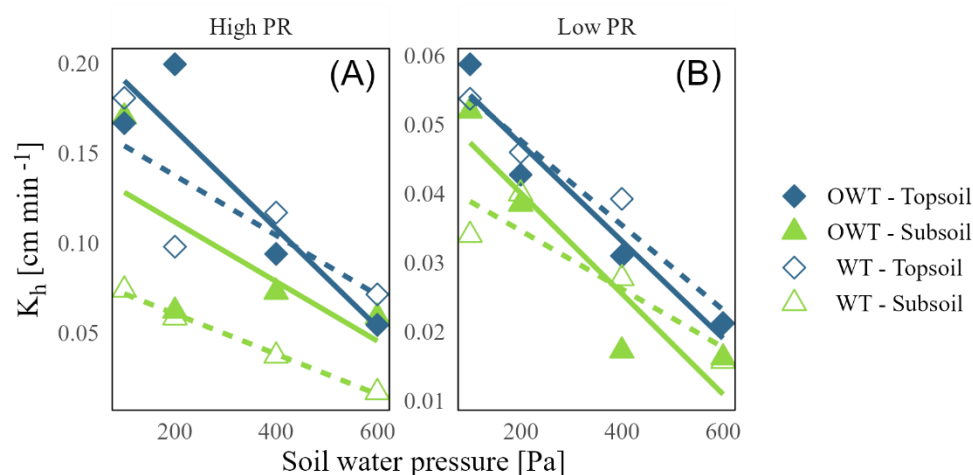 High PR
Low PR
(A)
(B)
0.20
0.15
0.10
0.05
0.06
0.05
0.04
0.03
0.02
0.01
K_h [cm min ⁻¹]
200
400
600
200
400
600
Soil water pressure [Pa]
OWT - Topsoil
OWT - Subsoil
WT - Topsoil
WT - Subsoil